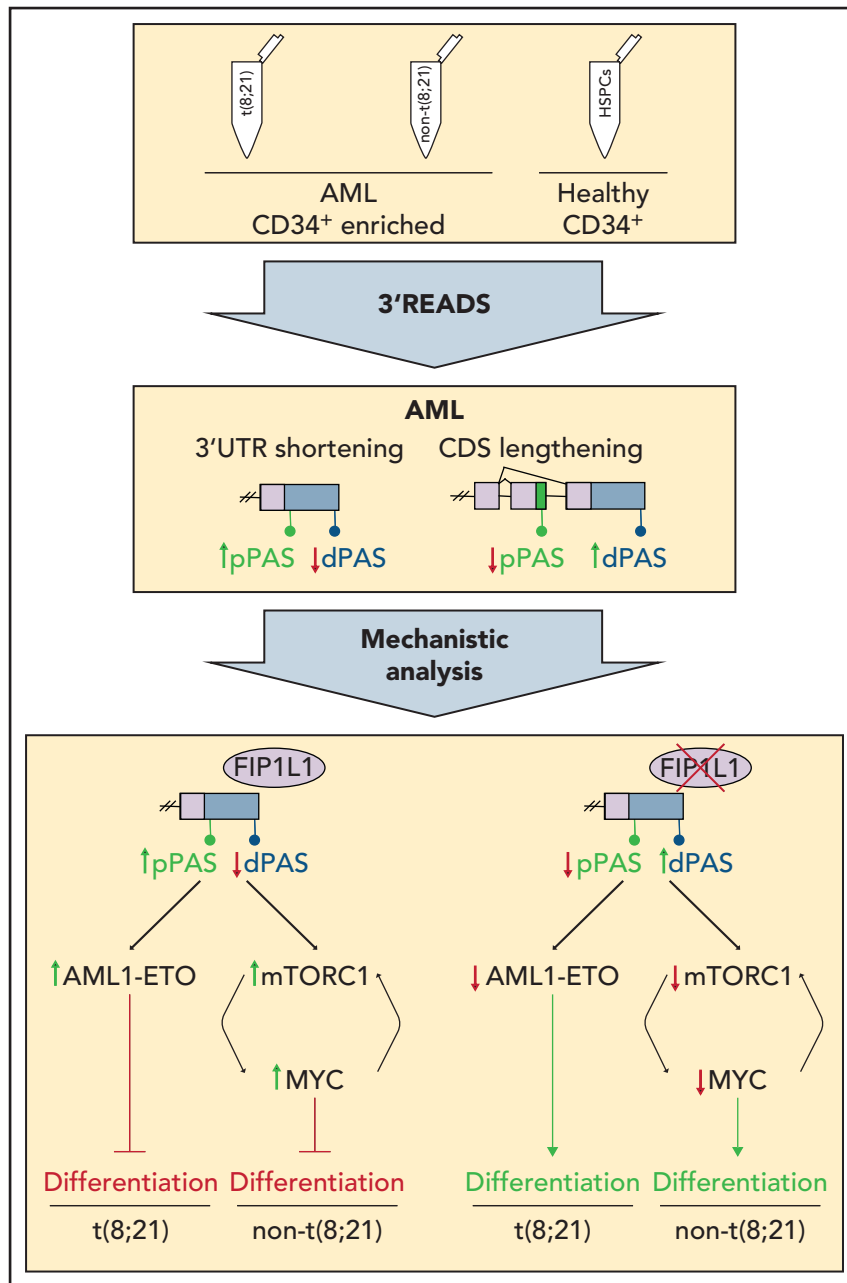 t(8;21)
non-t(8;21)
HSPCs
AML
CD34+ enriched
Healthy
CD34+
3'READS
AML
3'UTR shortening
CDS lengthening
↑pPAS ↓dPAS
↓pPAS ↑dPAS
Mechanistic
analysis
FIP1L1
FIP1L1
↑pPAS ↓dPAS
↓pPAS ↑dPAS
↑AML1-ETO
↑mTORC1
↓AML1-ETO
↓mTORC1
↑MYC
↓MYC
Differentiation
Differentiation
Differentiation
Differentiation
t(8;21)
non-t(8;21)
t(8;21)
non-t(8;21)